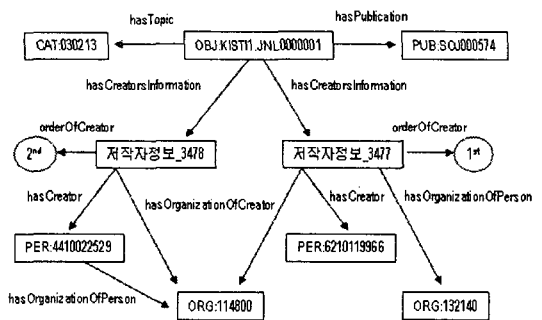 hasTopic
hasPublication
CAT:030213
OBJ:KISTI1.JNL0000001
PUB:SOJ000574
hasCreatorsInformation
hasCreatorsInformation
orderOfCreator
orderOfCreator
2nd
저작자정보_3478
저작자정보_3477
1st
hasCreator
hasOrganizationOfCreator
hasCreator
hasOrganizationOfPerson
PER:4410022529
PER:6210119966
hasOrganizationOfPerson
ORG:114800
ORG:132140